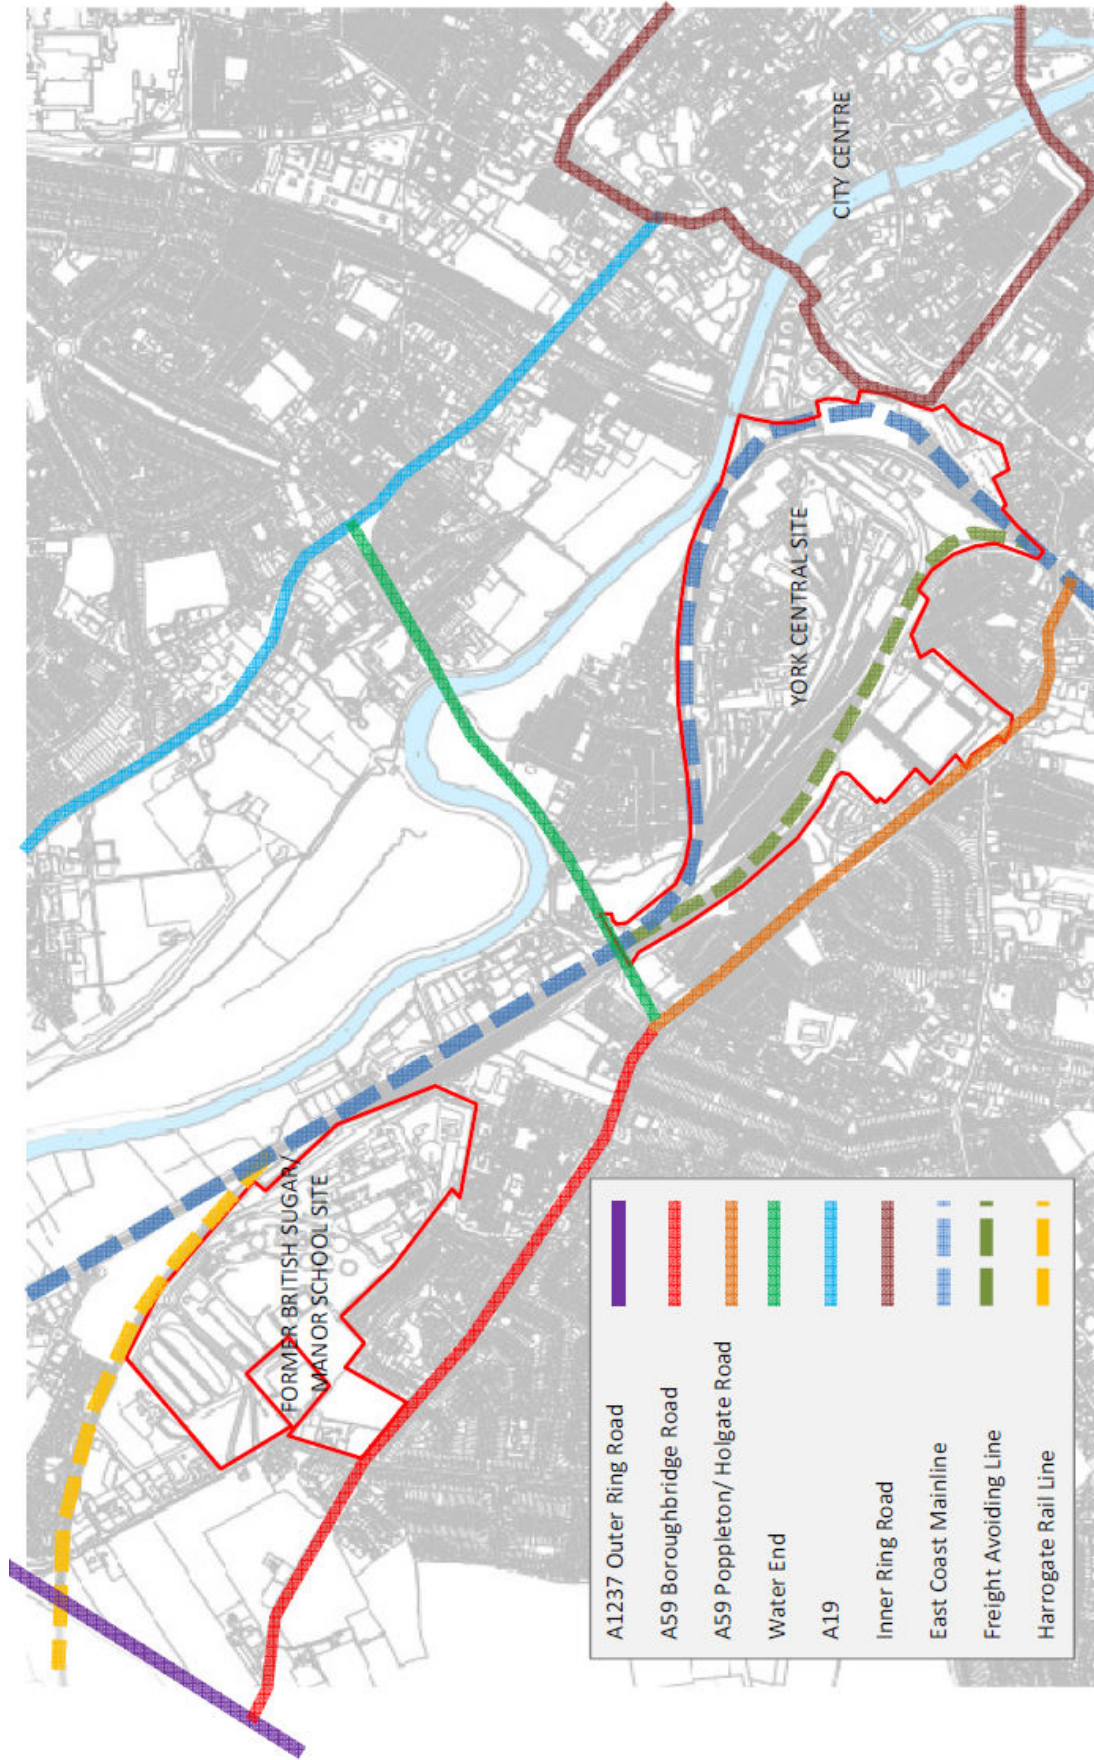 CITY CENTRE
YORK CENTRAL SITE
FORMER BRITISH SUGAR/
MANOR SCHOOL SITE
A1237 Outer Ring Road
A59 Boroughbridge Road
A59 Poppleton/ Holgate Road
Water End
A19
Inner Ring Road
East Coast Mainline
Freight Avoiding Line
Harrogate Rail Line